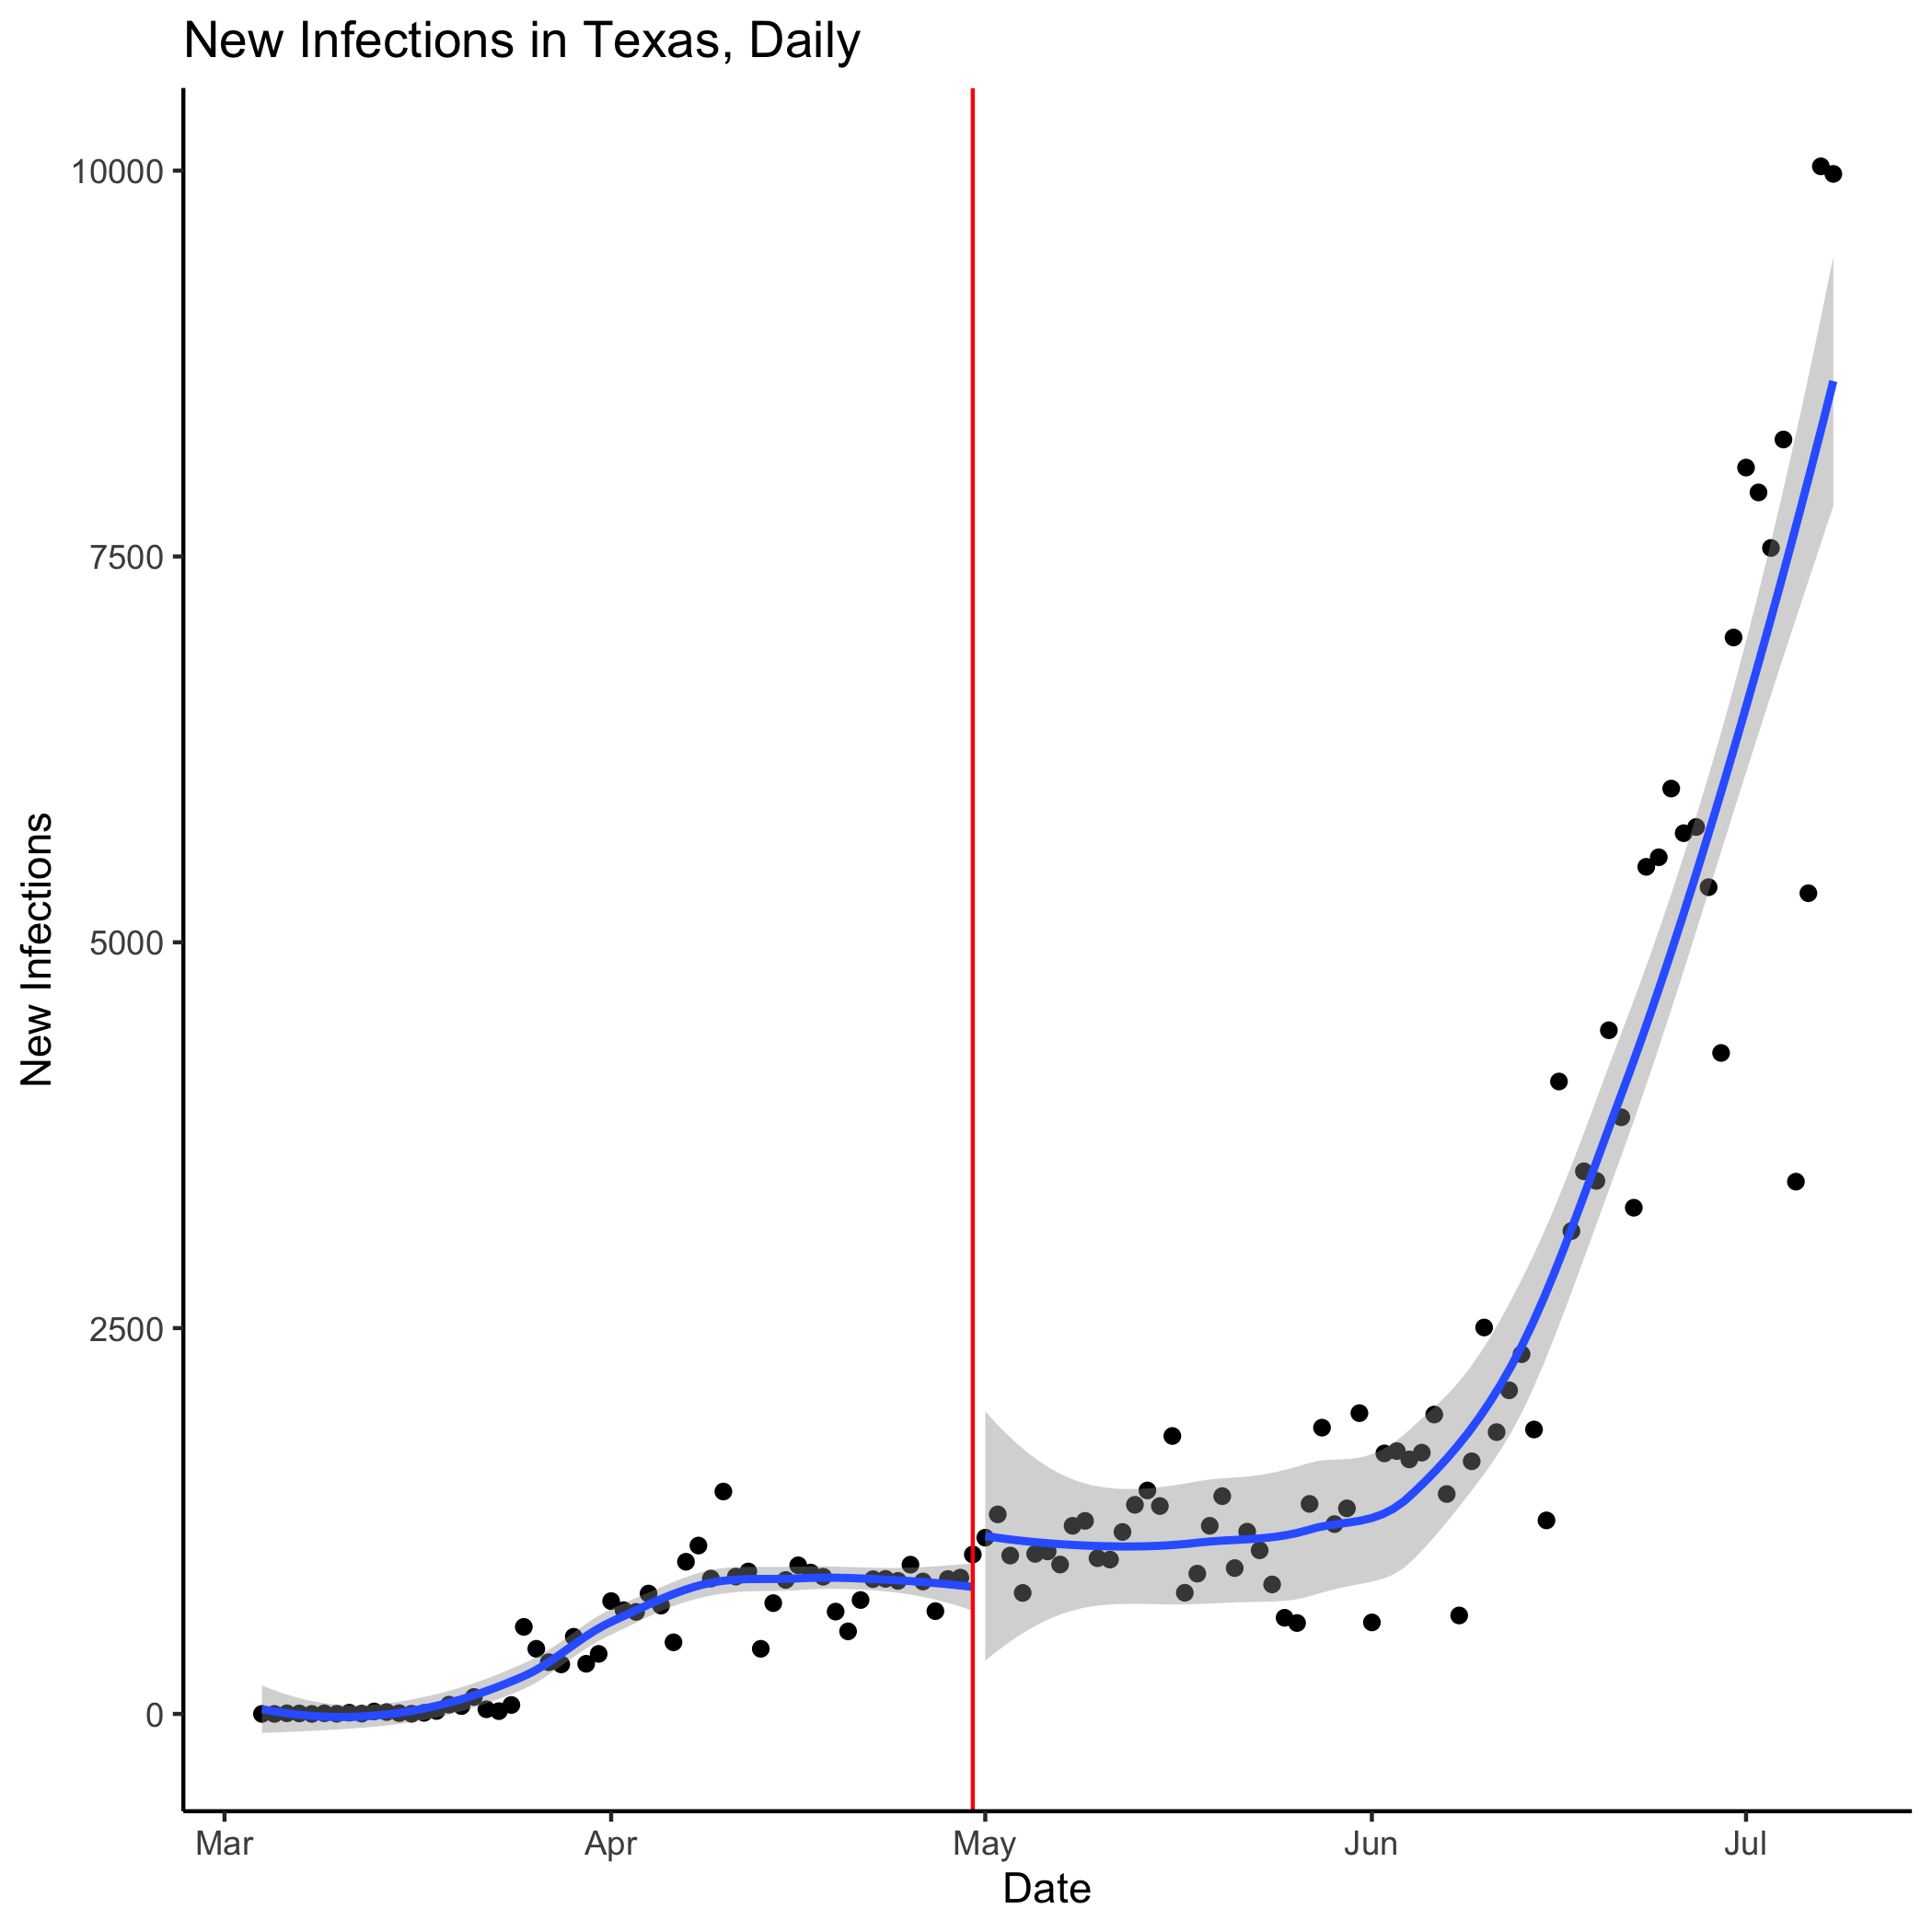 New Infections in Texas, Daily
10000
7500
5000
2500
0
New Infections
Mar Apr May Jun Jul
Date